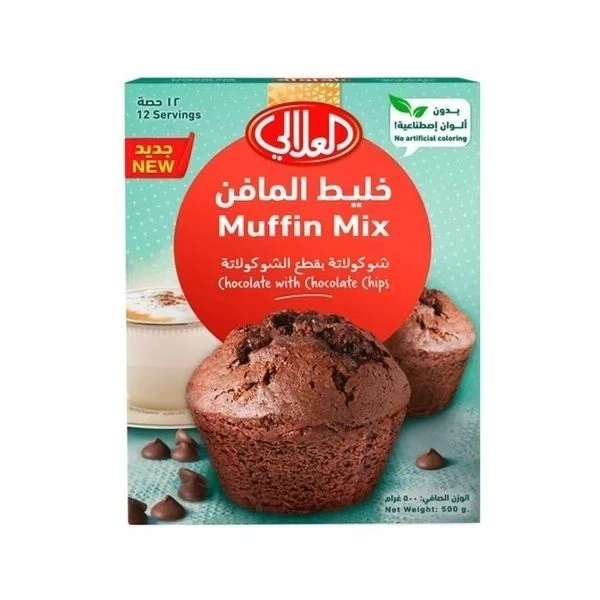 ١٢ حصة
12 Servings
جديد
NEW
العلالي
بدون
ألوان إصطناعية!
No artificial coloring
خليط المافن
Muffin Mix
شوكولاتة بقطع الشوكولاتة
Chocolate with Chocolate Chips
الوزن الصافي: ٥٠٠ غرام
Net Weight: 500 g.